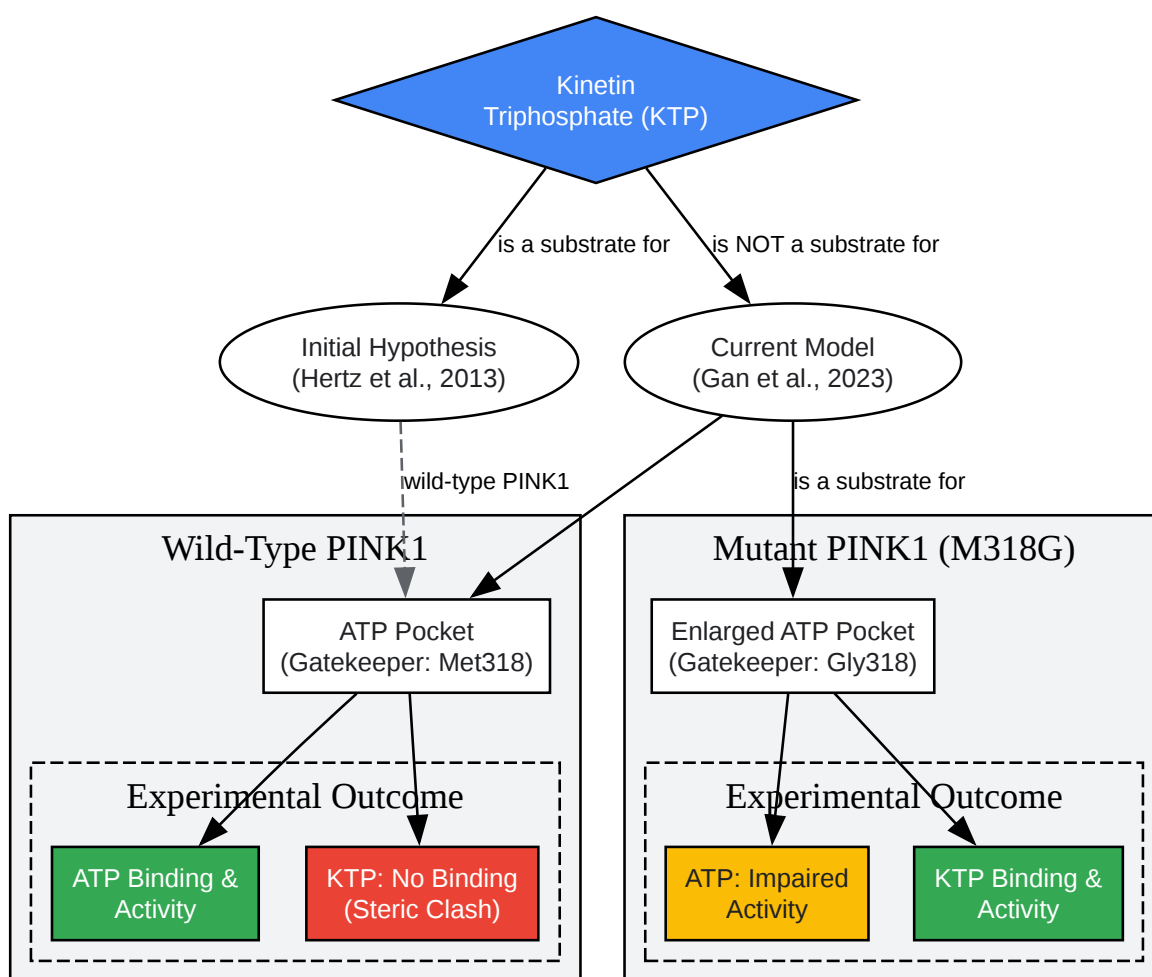 Kinetin
Triphosphate (KTP)
is a substrate for
is NOT a substrate for
Initial Hypothesis
(Hertz et al., 2013)
Current Model
(Gan et al., 2023)
wild-type PINK1
is a substrate for
Wild-Type PINK1
Mutant PINK1 (M318G)
ATP Pocket
(Gatekeeper: Met318)
Enlarged ATP Pocket
(Gatekeeper: Gly318)
Experimental Outcome
Experimental Outcome
ATP Binding &
Activity
KTP: No Binding
(Steric Clash)
ATP: Impaired
Activity
KTP Binding &
Activity